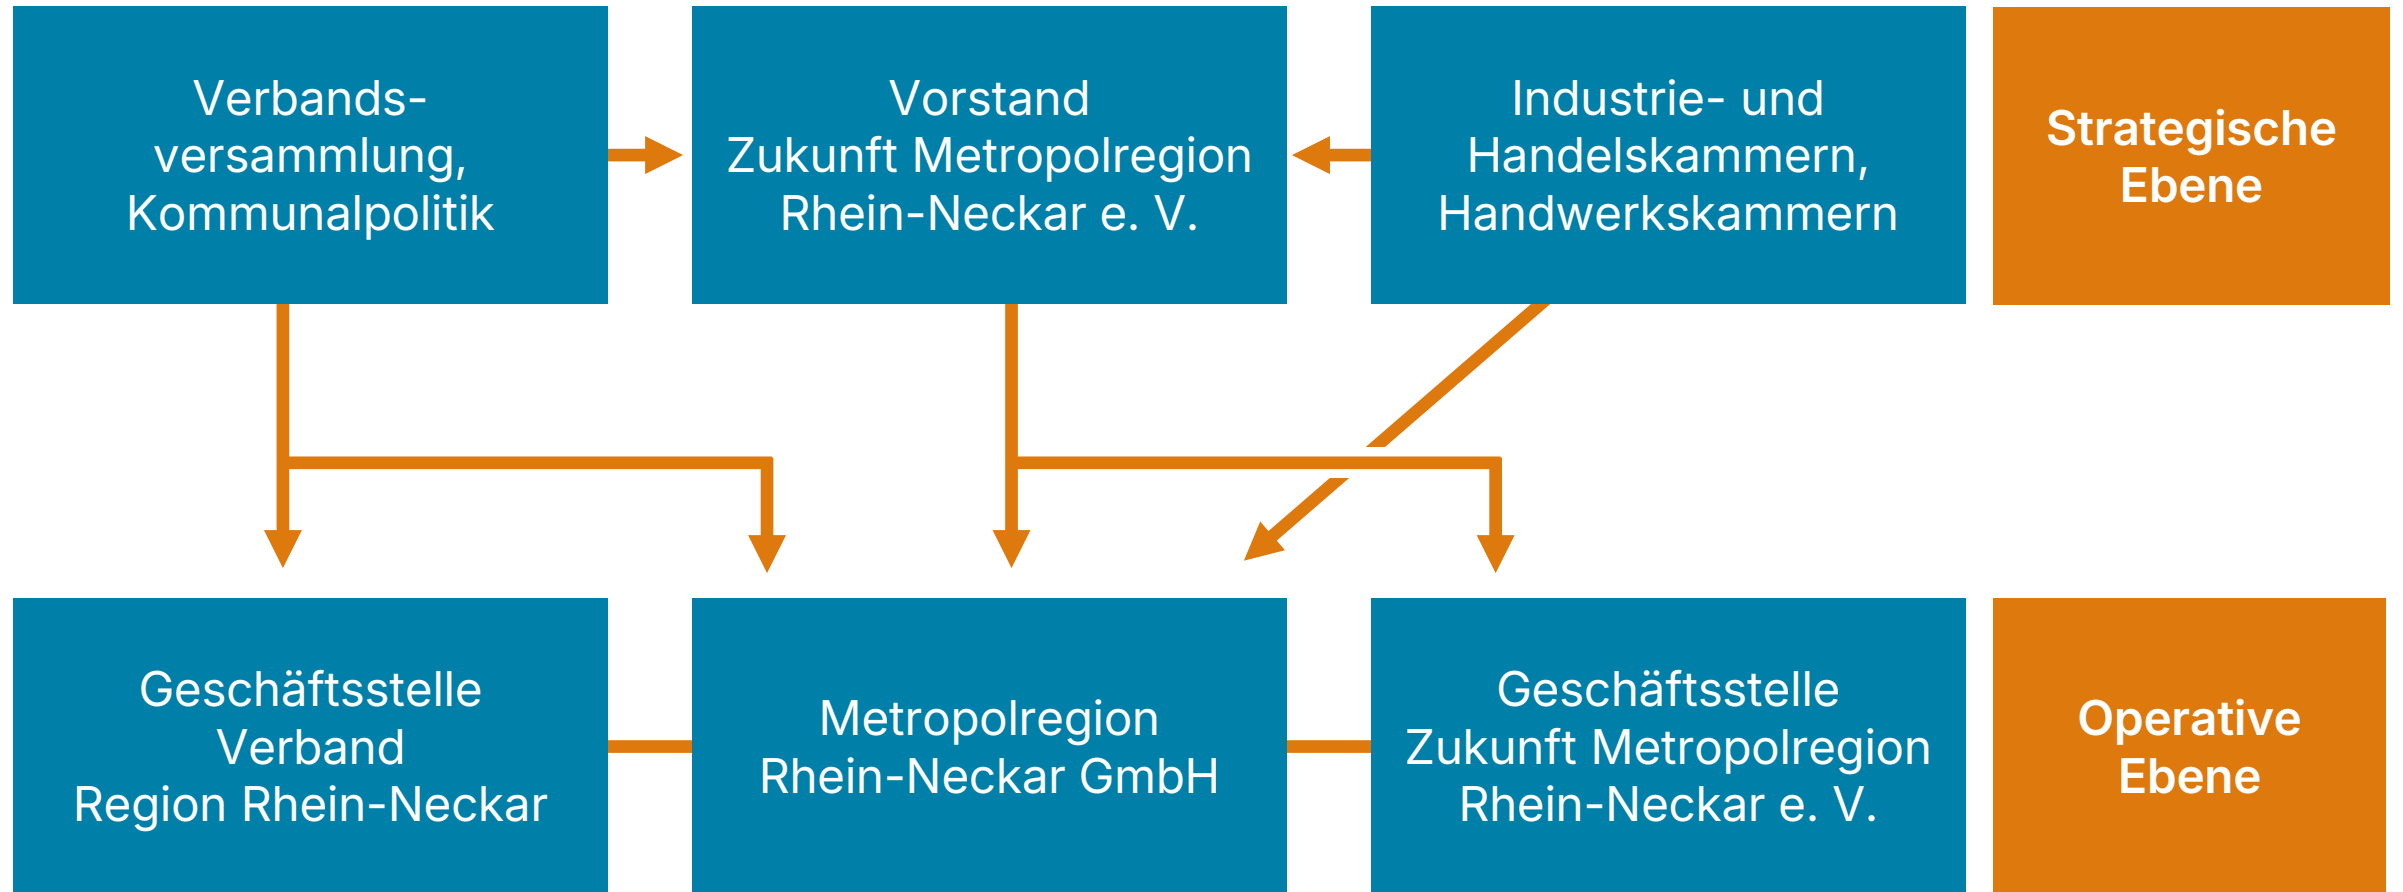 Verbands-
versammlung,
Kommunalpolitik
Vorstand
Zukunft Metropolregion
Rhein-Neckar e. V.
Industrie- und
Handelskammern,
Handwerkskammern
Strategische
Ebene
Geschäftsstelle
Verband
Region Rhein-Neckar
Metropolregion
Rhein-Neckar GmbH
Geschäftsstelle
Zukunft Metropolregion
Rhein-Neckar e. V.
Operative
Ebene